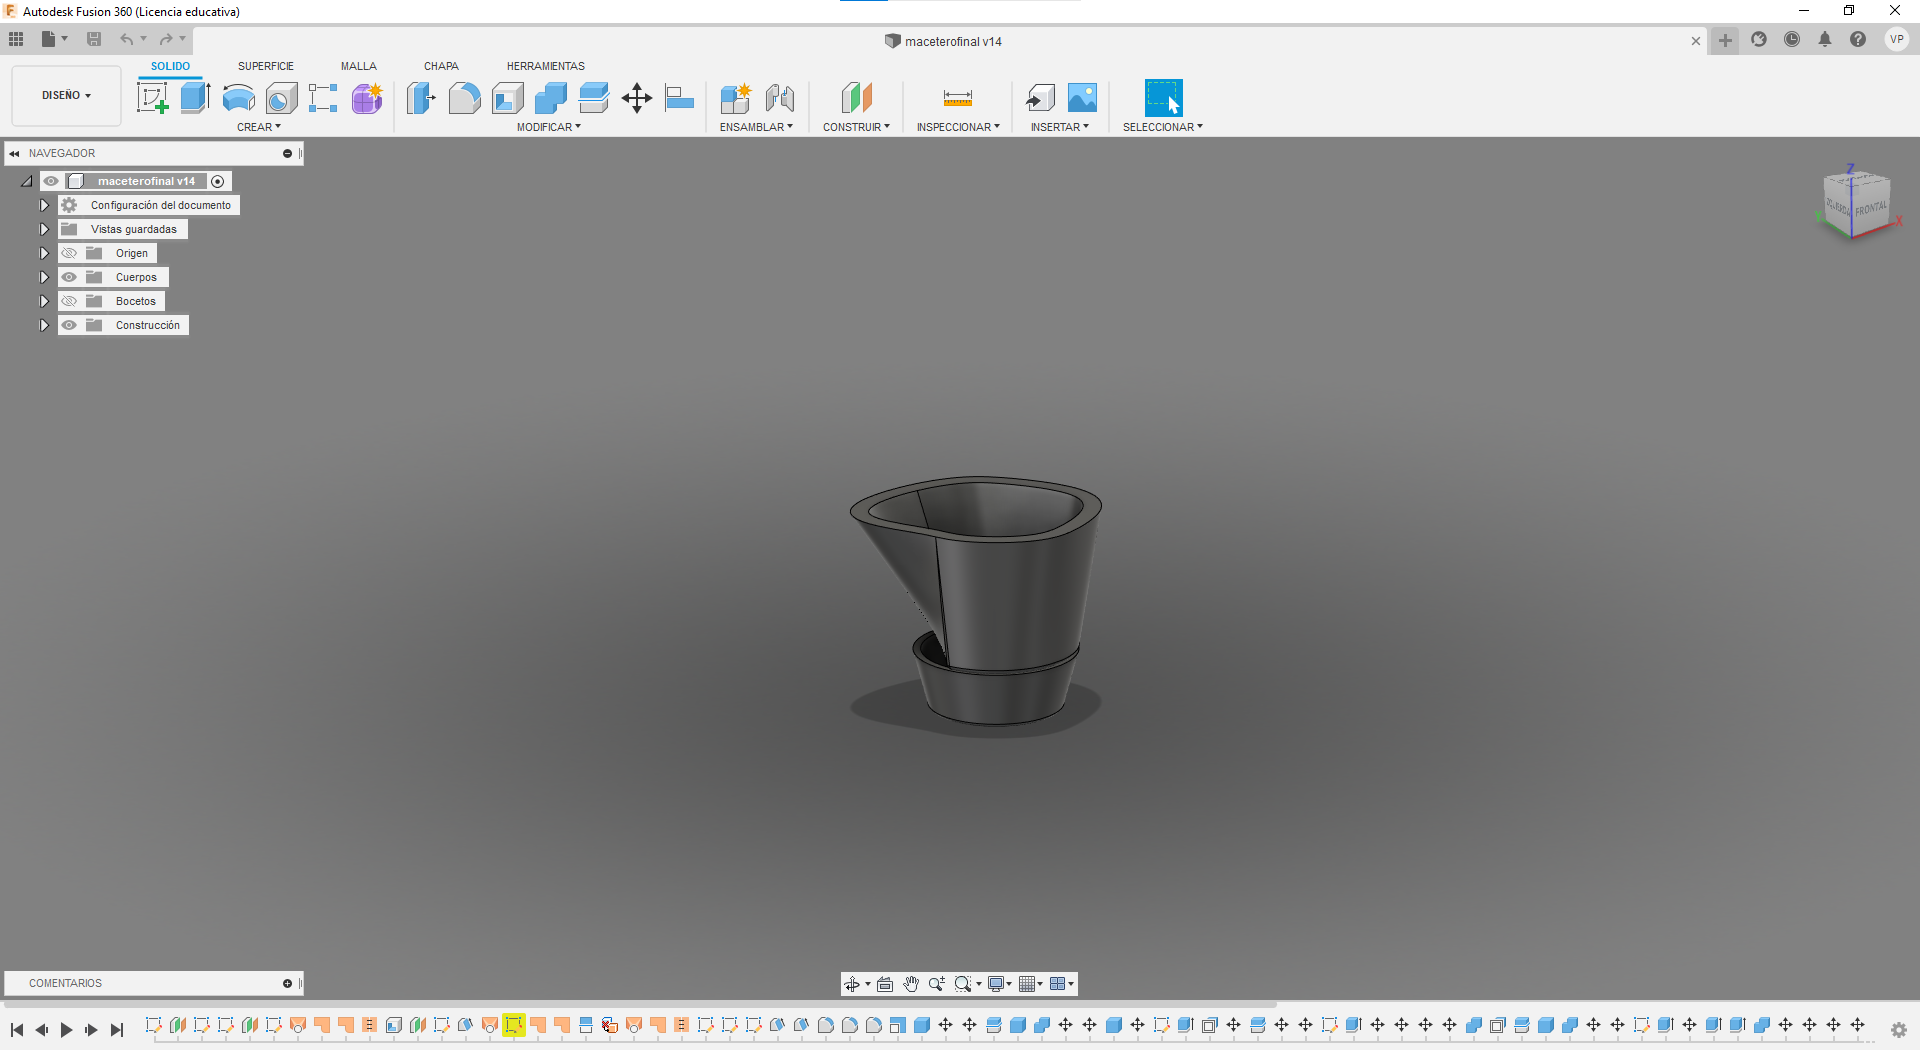 Autodesk Fusion 360 (Licencia educativa)
maceterofinal v14
VP
DISEÑO
SOLIDO SUPERFICIE MALLA CHAPA HERRAMIENTAS
CREAR MODIFICAR ENSAMBLAR CONSTRUIR INSPECCIONAR INSERTAR SELECCIONAR
NAVEGADOR
maceterofinal v14
Configuración del documento
Vistas guardadas
Origen
Cuerpos
Bocetos
Construcción
Z
FRONTAL
X
COMENTARIOS